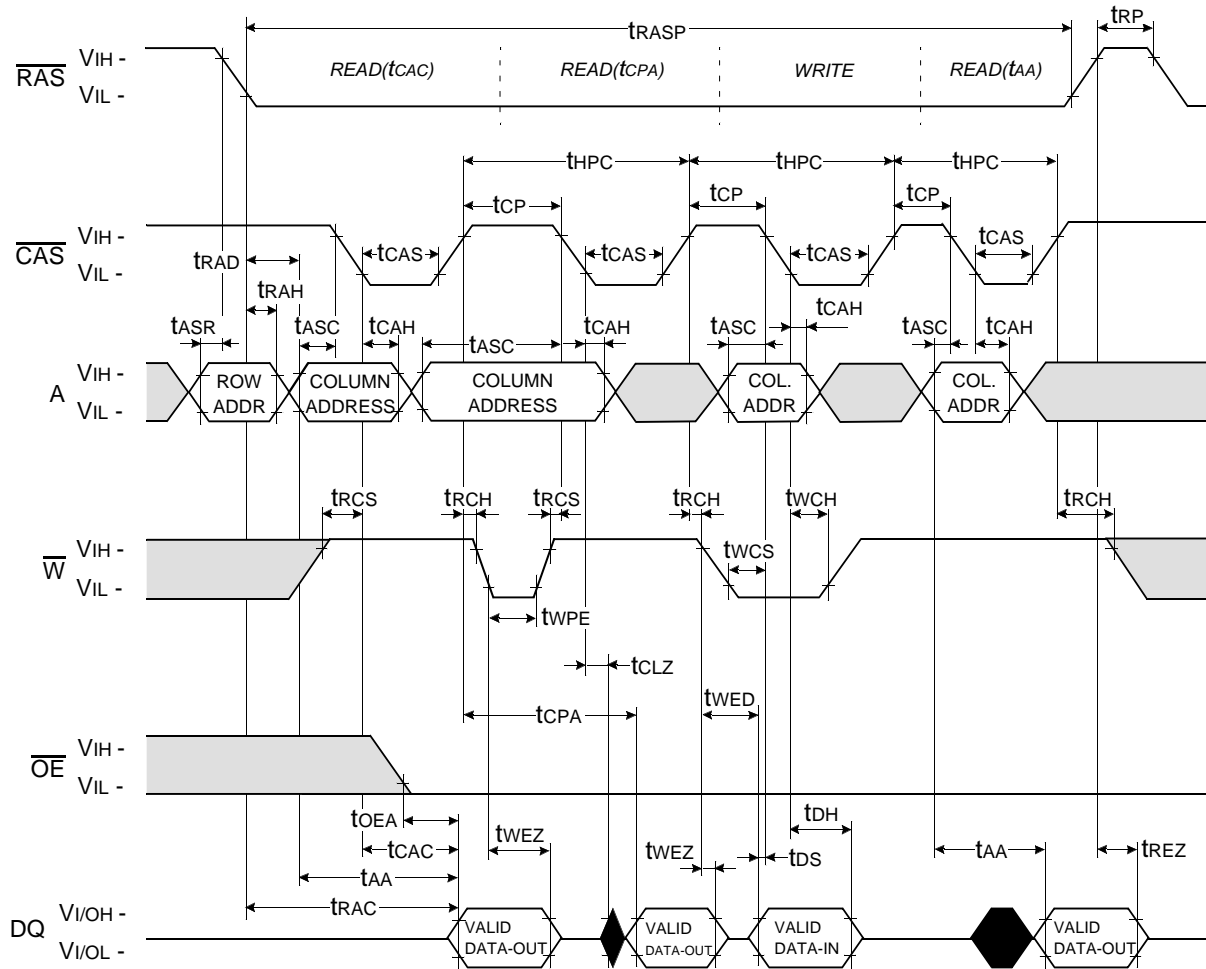 tRASP
tRP
RAS
VIH -
VIL -
READ(tCAC)
READ(tCPA)
WRITE
READ(tAA)
tHPC
tHPC
tHPC
tCP
tCP
tCP
CAS
VIH -
VIL -
tCAS
tCAS
tCAS
tCAS
tRAD
tRAH
tASR
tASC
tCAH
tASC
tCAH
tASC
tCAH
tASC
tCAH
A
VIH -
VIL -
ROW
ADDR
COLUMN
ADDRESS
COLUMN
ADDRESS
COL.
ADDR
COL.
ADDR
tRCS
tRCH
tRCS
tRCH
tWCH
tRCH
W
VIH -
VIL -
tWCS
tWPE
tCLZ
tCPA
tWED
OE
VIH -
VIL -
tOEA
tCAC
tAA
tRAC
tWEZ
tWEZ
tDH
tDS
tAA
tREZ
DQ
VI/OH -
VI/OL -
VALID
DATA-OUT
VALID
DATA-OUT
VALID
DATA-IN
VALID
DATA-OUT